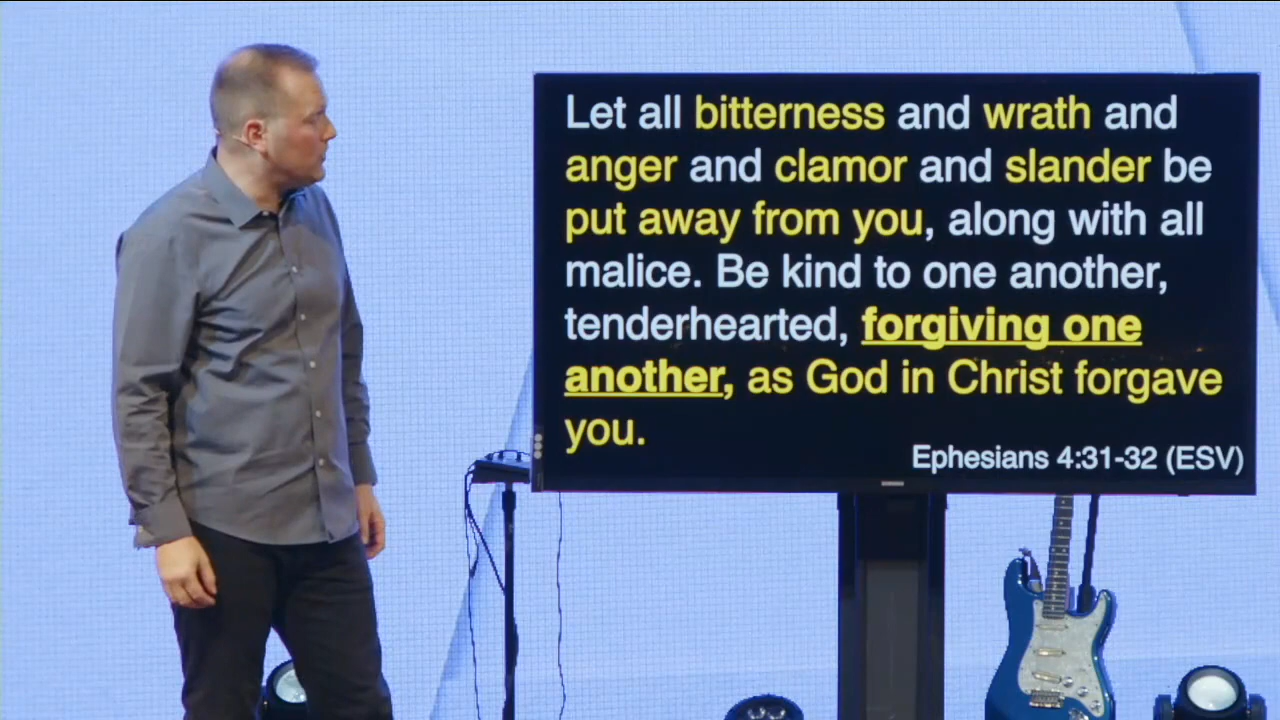 Let all bitterness and wrath and
anger and clamor and slander be
put away from you, along with all
malice. Be kind to one another,
tenderhearted, forgiving one
another, as God in Christ forgave
you.
Ephesians 4:31-32 (ESV)